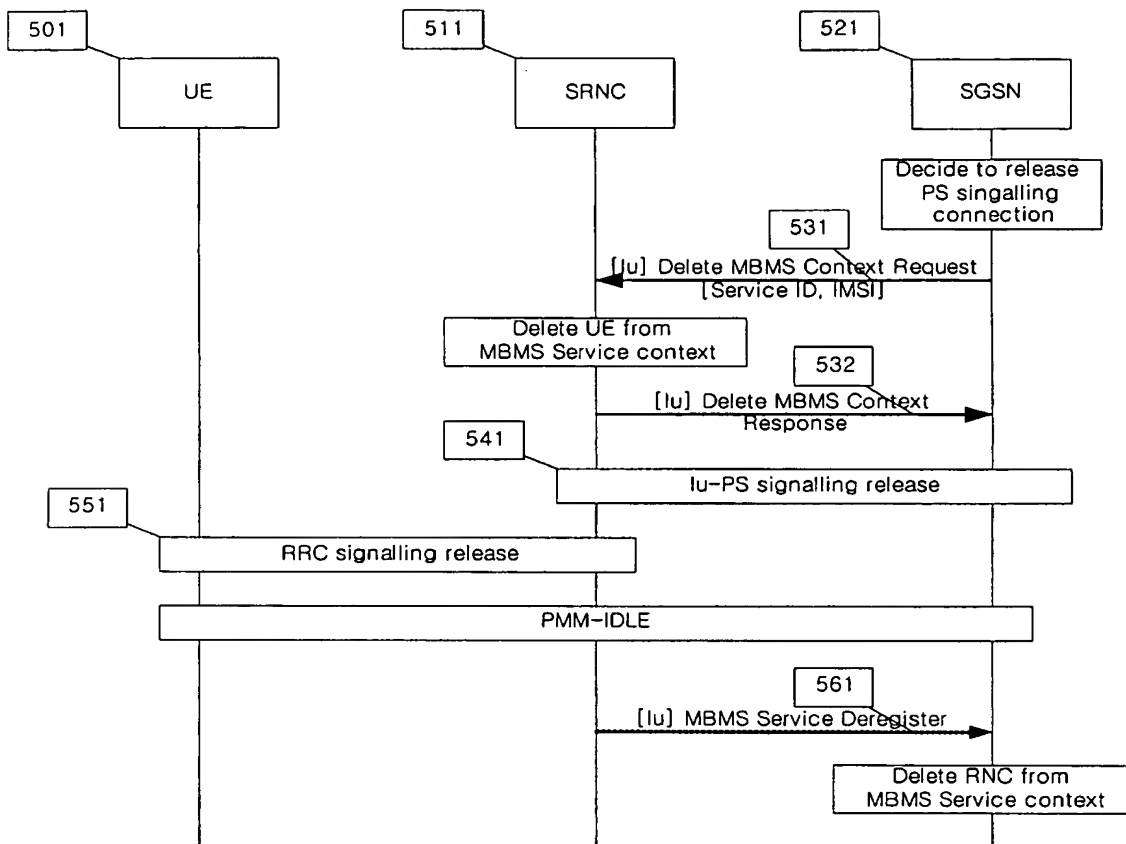 501
511
521
UE
SRNC
SGSN
Decide to release
PS singalling
connection
531
[Iu] Delete MBMS Context Request
[Service ID, IMSI]
Delete UE from
MBMS Service context
532
[Iu] Delete MBMS Context
Response
541
Iu-PS signalling release
551
RRC signalling release
PMM-IDLE
561
[Iu] MBMS Service Deregister
Delete RNC from
MBMS Service context